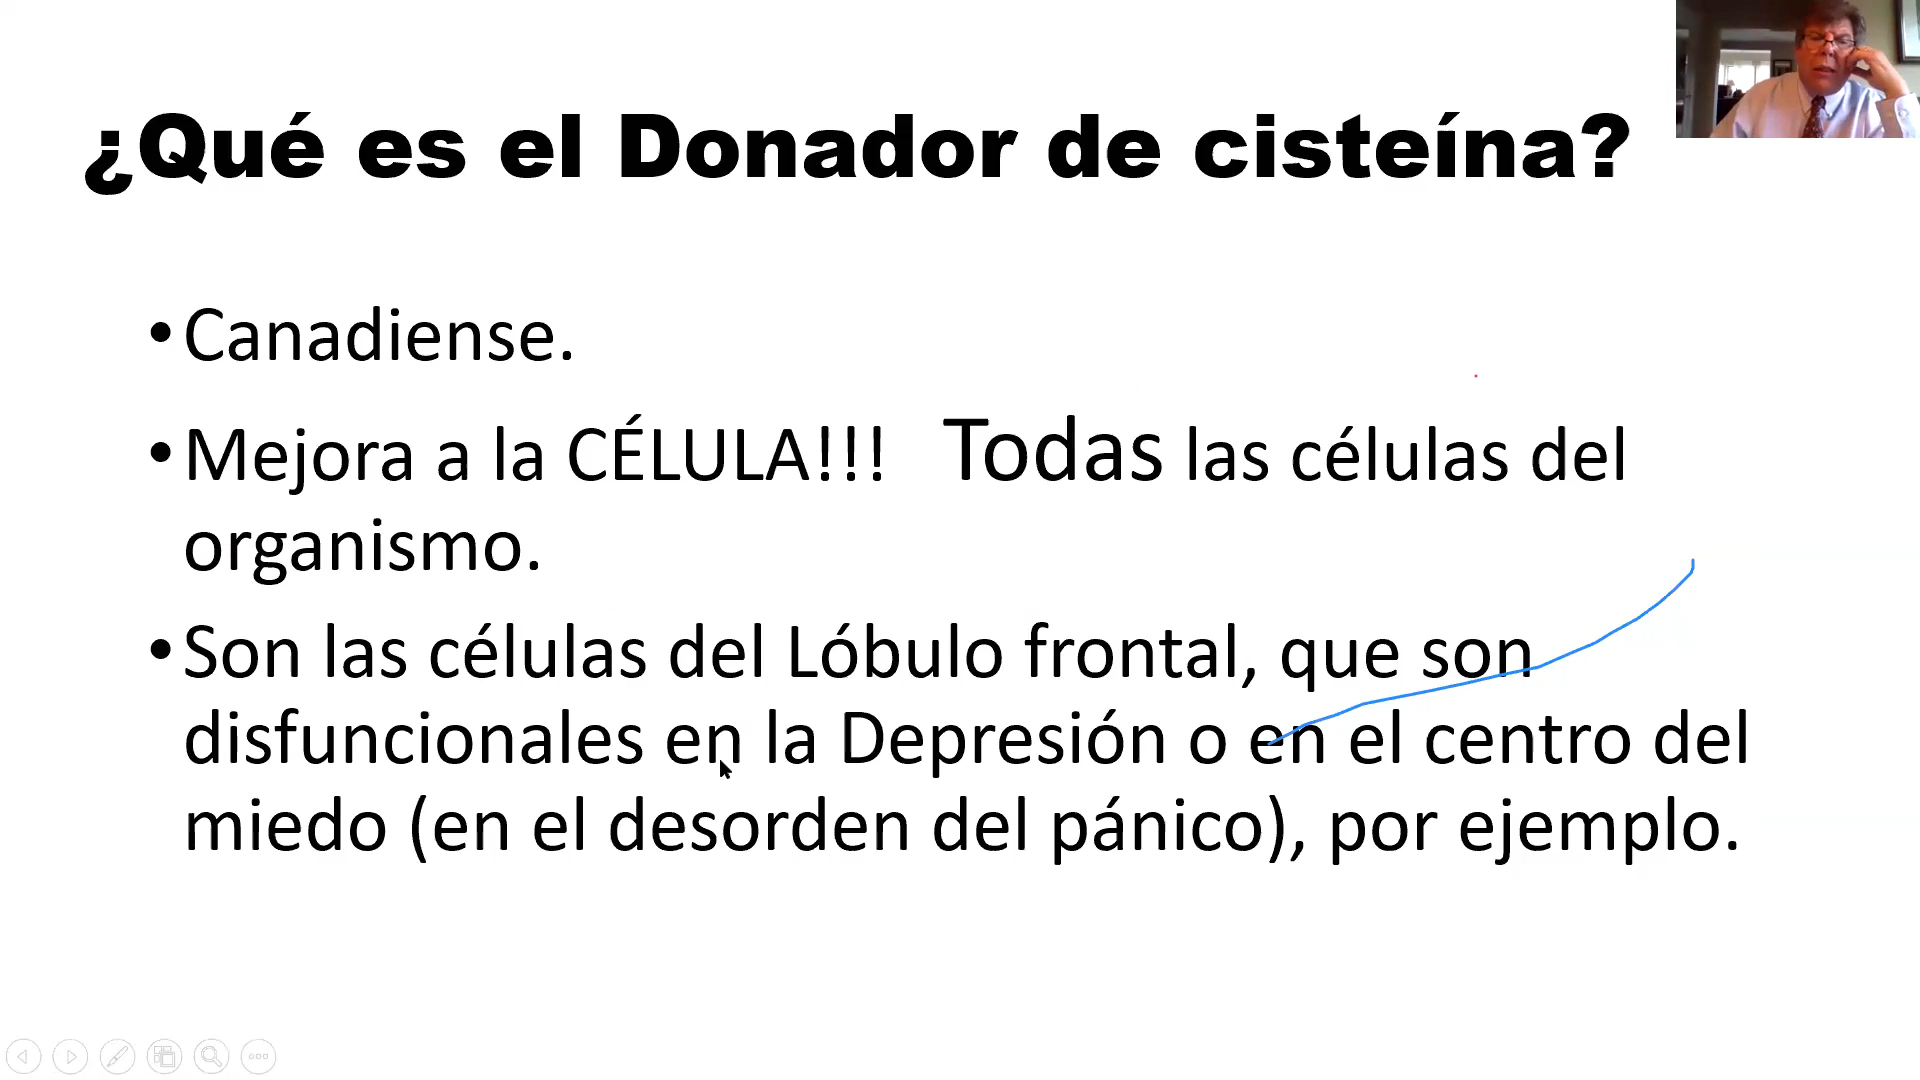 ¿Qué es el Donador de cisteína?
•Canadiense.
•Mejora a la CÉLULA!!! Todas las células del
organismo.
•Son las células del Lóbulo frontal, que son
disfuncionales en la Depresión o en el centro del
miedo (en el desorden del pánico), por ejemplo.